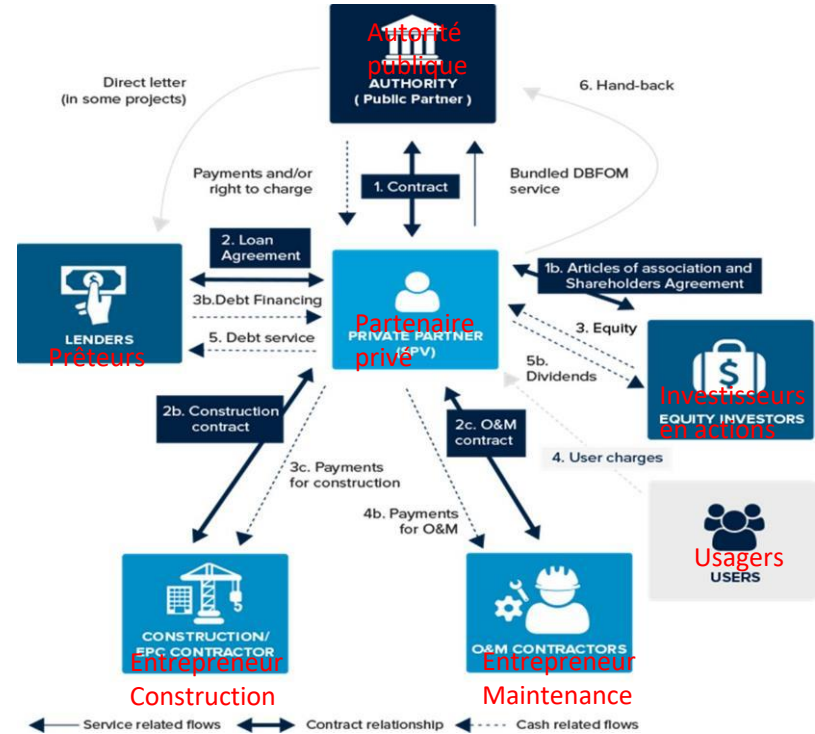 Autorité
publique
AUTHORITY
( Public Partner )
Direct letter
(in some projects)
6. Hand-back
Payments and/or
right to charge
1. Contract
Bundled DBFOM
service
2. Loan
Agreement
1b. Articles of association and
Shareholders Agreement
3b.Debt Financing
3. Equity
LENDERS
Prêteurs
5. Debt service
Partenaire
PRIVATE PARTNER
privé
(SPV)
5b.
Dividends
Investisseurs
EQUITY INVESTORS
en actions
2b. Construction
contract
2c. O&M
contract
4. User charges
3c. Payments
for construction
4b. Payments
for O&M
Usagers
USERS
CONSTRUCTION/
EPC CONTRACTOR
Entrepreneur
Construction
O&M CONTRACTORS
Entrepreneur
Maintenance
Service related flows Contract relationship Cash related flows